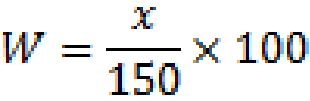 W = x/150 × 100